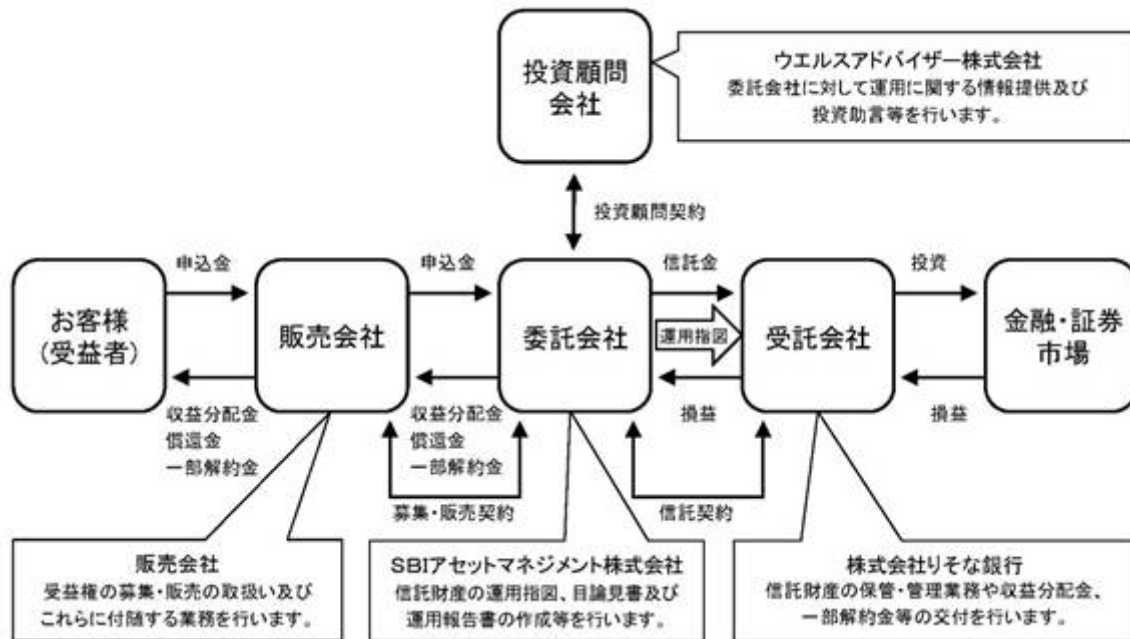 投資顧問
会社
ウエルスアドバイザー株式会社
委託会社に対して運用に関する情報提供及び
投資助言等を行います。
投資顧問契約
申込金
申込金
信託金
投資
お客様
(受益者)
販売会社
委託会社
運用指図
受託会社
金融・証券
市場
収益分配金
償還金
一部解約金
収益分配金
償還金
一部解約金
損益
損益
募集・販売契約
信託契約
販売会社
受益権の募集・販売の取扱い及び
これらに付随する業務を行います。
SBIアセットマネジメント株式会社
信託財産の運用指図、目論見書及び
運用報告書の作成等を行います。
株式会社りそな銀行
信託財産の保管・管理業務や収益分配金、
一部解約金等の交付を行います。